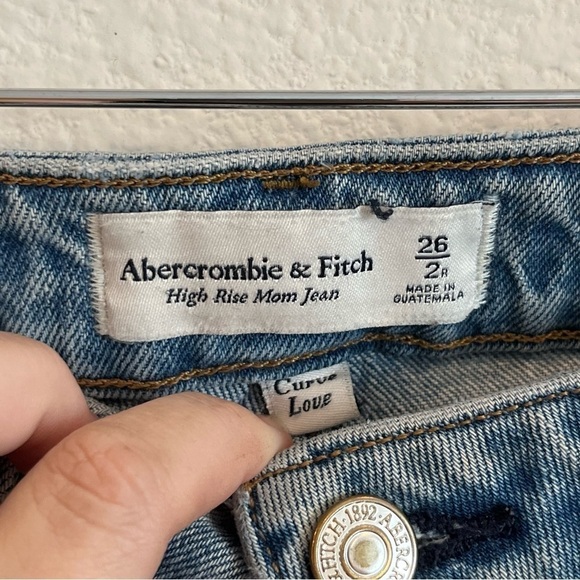 Abercrombie & Fitch
High Rise Mom Jean
26
2R
MADE IN
GUATEMALA
Curve
Love
FITCH · 1892 · ABERC